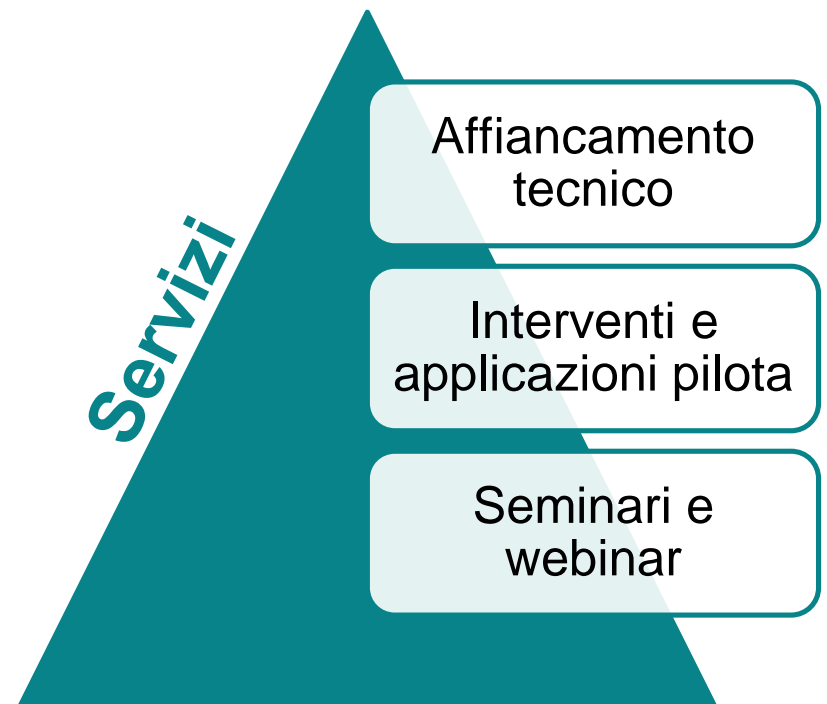 Servizi
Affiancamento
tecnico
Interventi e
applicazioni pilota
Seminari e
webinar